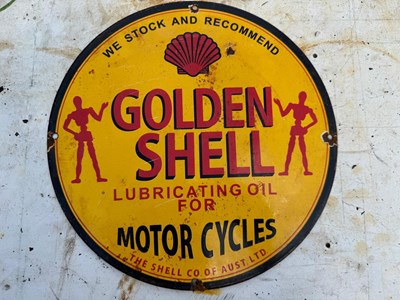 WE STOCK AND RECOMMEND
GOLDEN
SHELL
LUBRICATING OIL
FOR
MOTOR CYCLES
THE SHELL CO. OF AUST. LTD